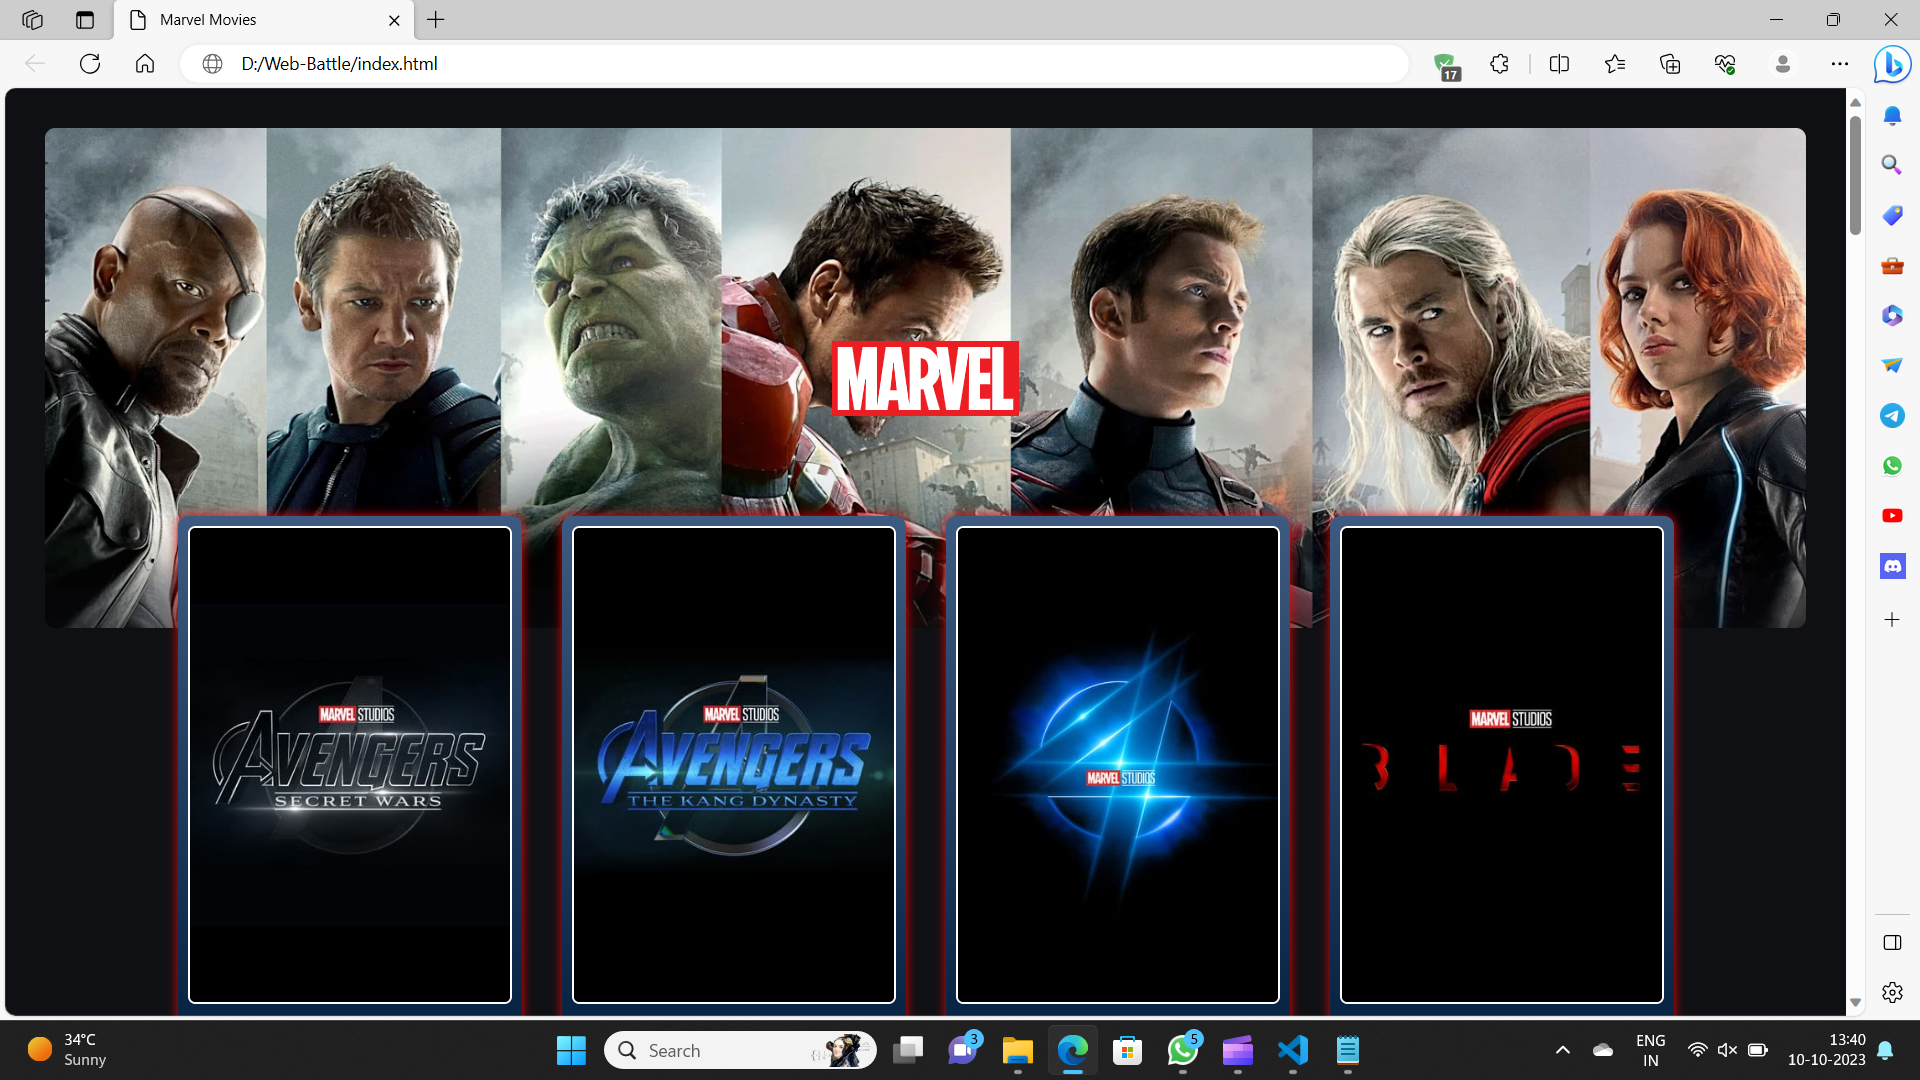 Marvel Movies
D:/Web-Battle/index.html
17
MARVEL
MARVEL STUDIOS
AVENGERS
SECRET WARS
MARVEL STUDIOS
AVENGERS
THE KANG DYNASTY
MARVEL STUDIOS
MARVEL STUDIOS
BLADE
34°C
Sunny
Search
3
5
ENG
IN
13:40
10-10-2023